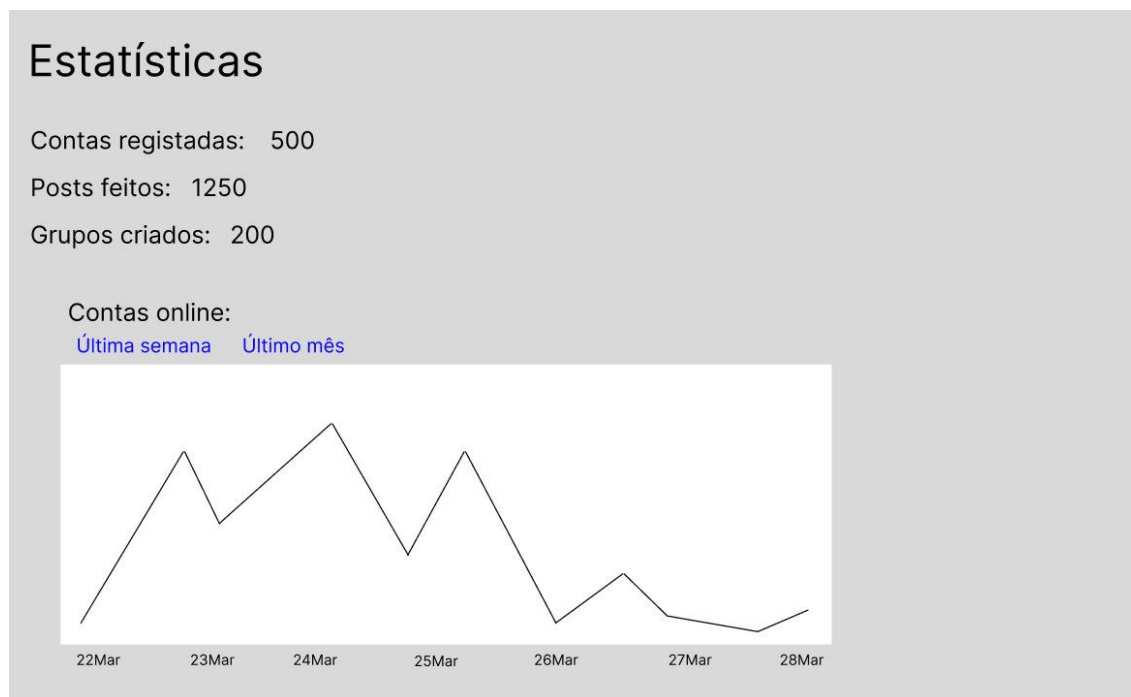 Estatísticas
Contas registadas: 500
Posts feitos: 1250
Grupos criados: 200
Contas online:
Última semana Último mês
22Mar 23Mar 24Mar 25Mar 26Mar 27Mar 28Mar